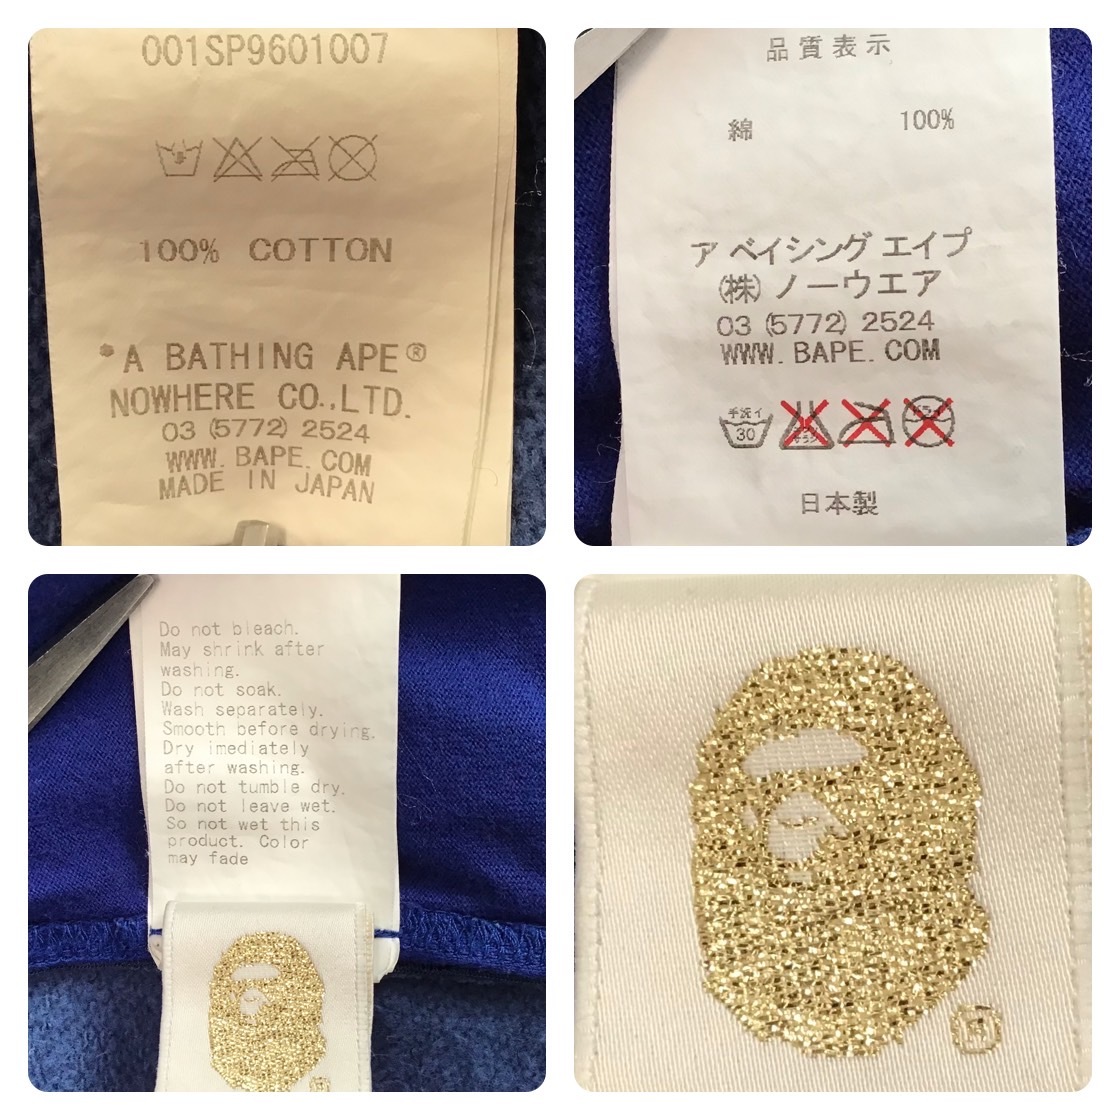 001SP9601007
100% COTTON
*A BATHING APE®
NOWHERE CO.,LTD.
03 (5772) 2524
WWW. BAPE. COM
MADE IN JAPAN
品質表示
綿 100%
ア ベイシング エイプ
(株) ノーウエア
03 (5772) 2524
WWW. BAPE. COM
手洗イ
30
日本製
Do not bleach.
May shrink after
washing.
Do not soak.
Wash separately.
Smooth before drying.
Dry imediately
after washing.
Do not tumble dry.
Do not leave wet.
So not wet this
product. Color
may fade